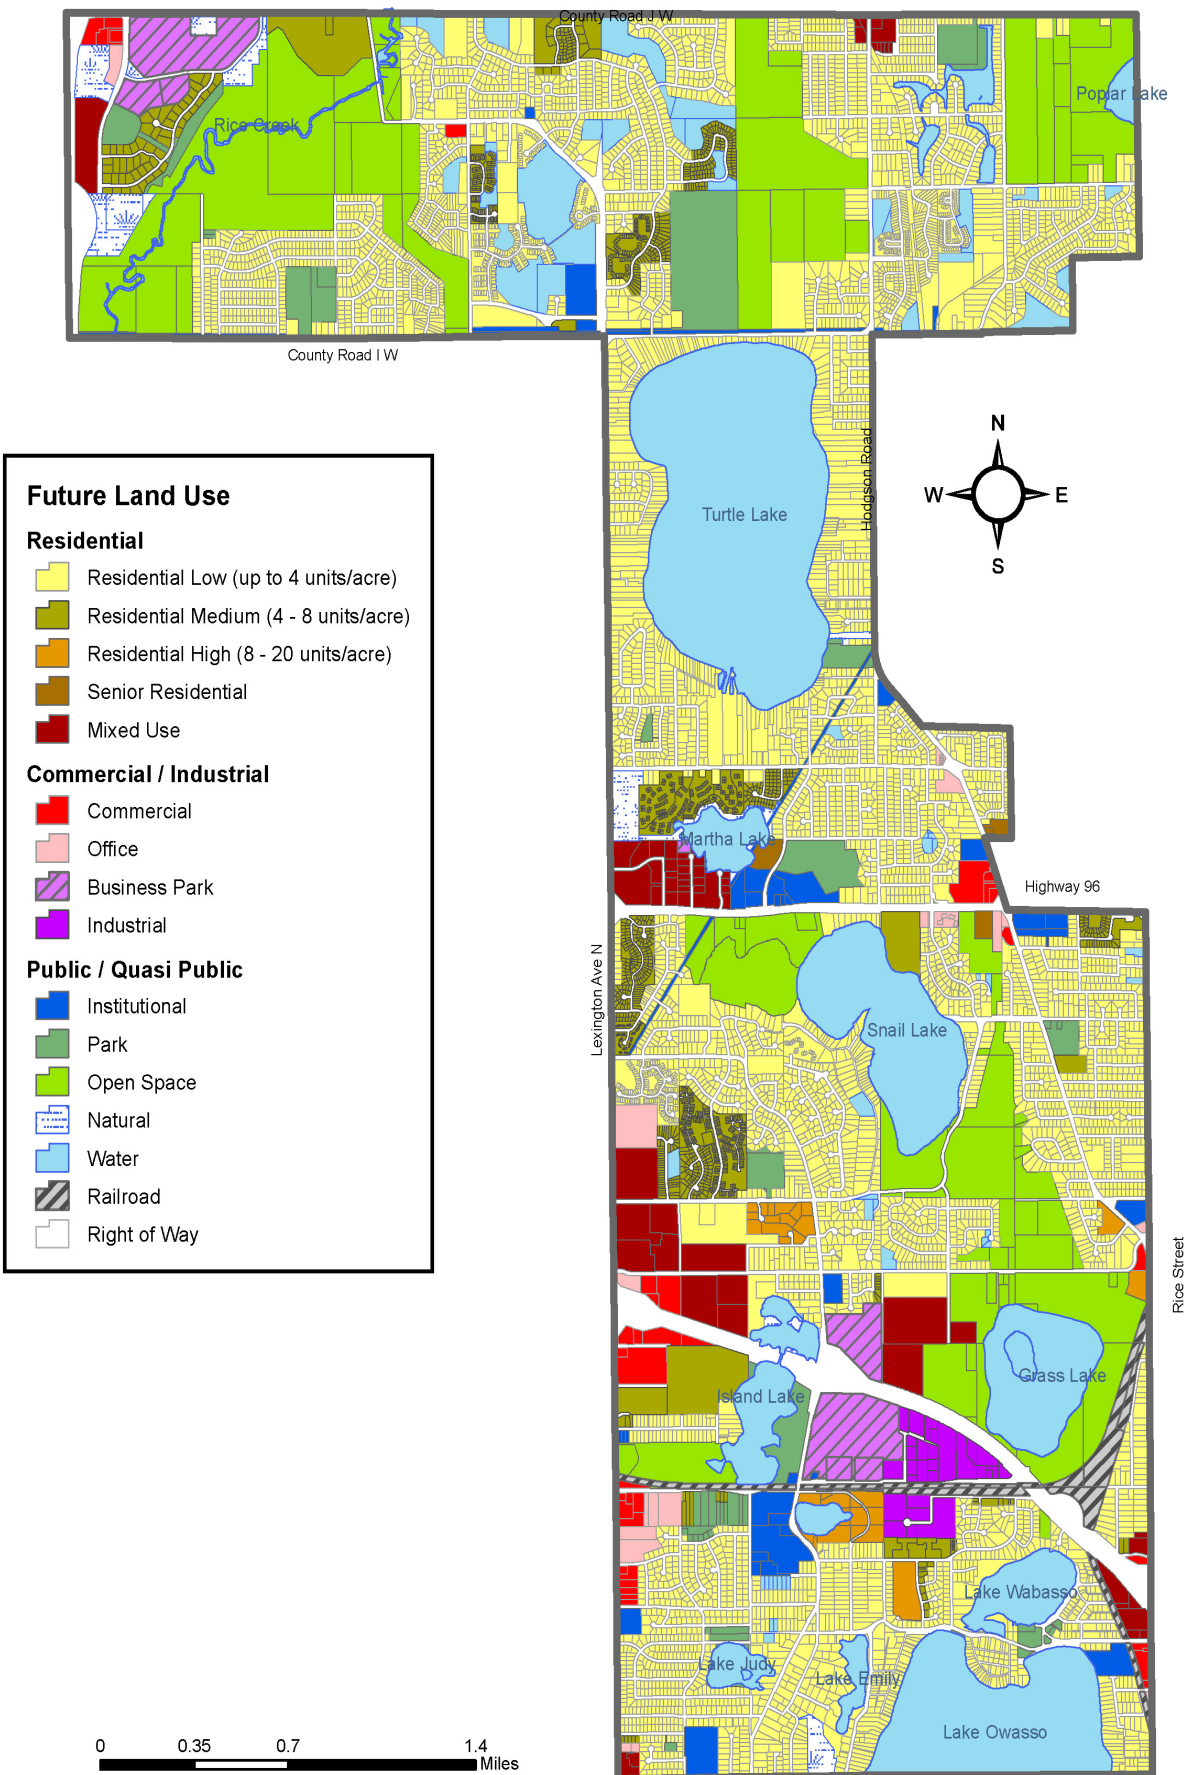 County Road J W
Poplar Lake
Rice Creek
County Road I W
Hodgson Road
N
W
E
S
Turtle Lake
Future Land Use
Residential
Residential Low (up to 4 units/acre)
Residential Medium (4 - 8 units/acre)
Residential High (8 - 20 units/acre)
Senior Residential
Mixed Use
Commercial / Industrial
Commercial
Office
Business Park
Industrial
Public / Quasi Public
Institutional
Park
Open Space
Natural
Water
Railroad
Right of Way
Martha Lake
Highway 96
Lexington Ave N
Snail Lake
Rice Street
Grass Lake
Island Lake
Lake Wabasso
Lake Judy
Lake Emily
Lake Owasso
0 0.35 0.7 1.4
Miles